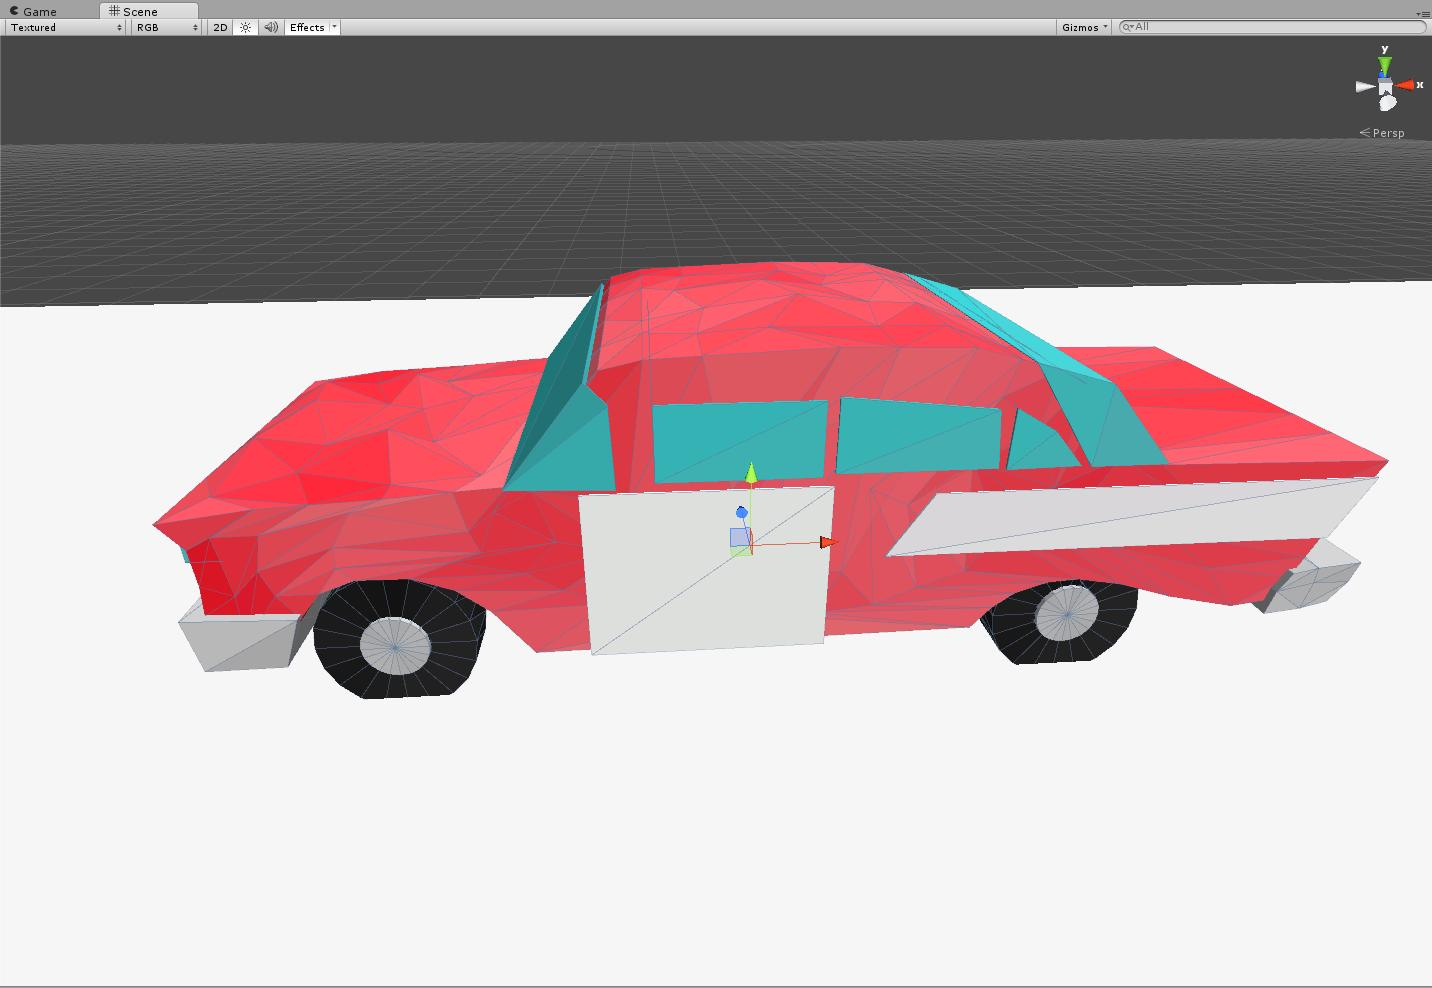 Game Scene
Textured RGB 2D Effects Gizmos All
y
x
Persp